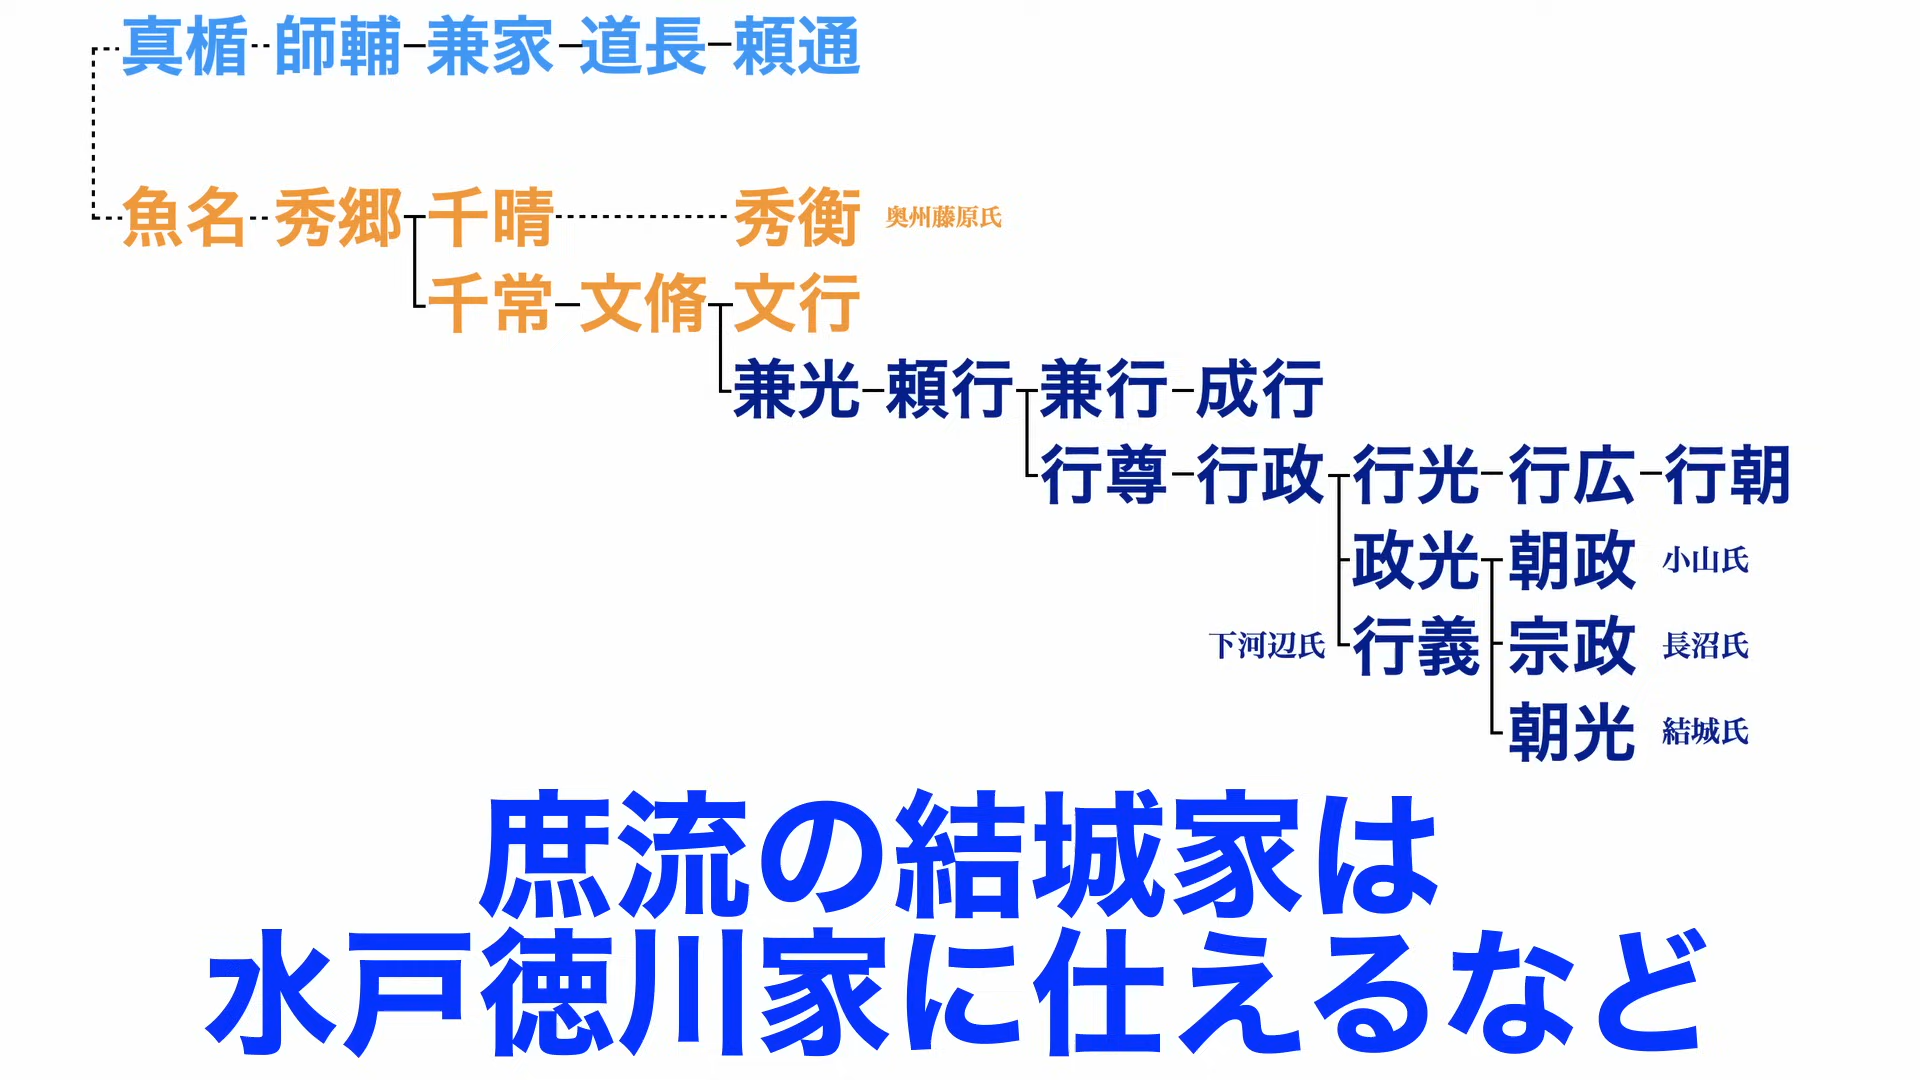 真楯 師輔 兼家 道長 頼通
魚名 秀郷 千晴 秀衡 奥州藤原氏
千常 文脩 文行
兼光 頼行 兼行 成行
行尊 行政 行光 行広 行朝
政光 朝政 小山氏
下河辺氏 行義 宗政 長沼氏
朝光 結城氏
庶流の結城家は
水戸徳川家に仕えるなど